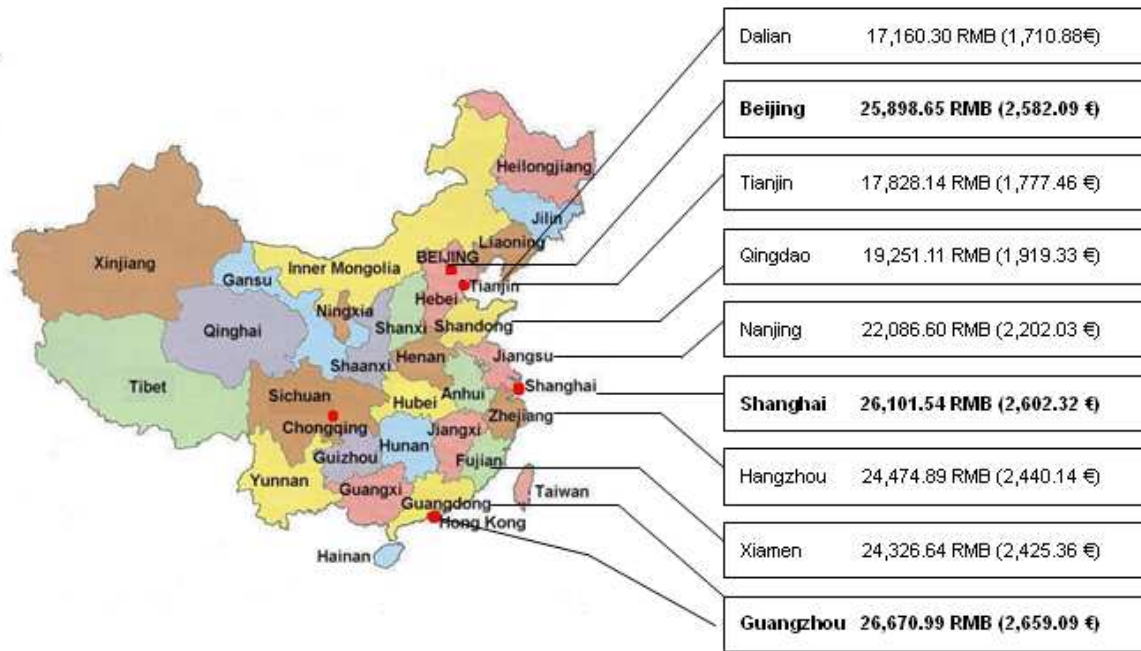 Dalian 17,160.30 RMB (1,710.88€)
Beijing 25,898.65 RMB (2,582.09 €)
Tianjin 17,828.14 RMB (1,777.46 €)
Qingdao 19,251.11 RMB (1,919.33 €)
Nanjing 22,086.60 RMB (2,202.03 €)
Shanghai 26,101.54 RMB (2,602.32 €)
Hangzhou 24,474.89 RMB (2,440.14 €)
Xiamen 24,326.64 RMB (2,425.36 €)
Guangzhou 26,670.99 RMB (2,659.09 €)
Heilongjiang
Jilin
Liaoning
Xinjiang
Inner Mongolia
BEIJING
Gansu
Tianjin
Hebei
Ningxia
Qinghai
Shanxi
Shandong
Shaanxi
Henan
Jiangsu
Tibet
Sichuan
Hubei
Anhui
Shanghai
Chongqing
Zhejiang
Jiangxi
Hunan
Guizhou
Fujian
Yunnan
Guangxi
Guangdong
Taiwan
Hong Kong
Hainan